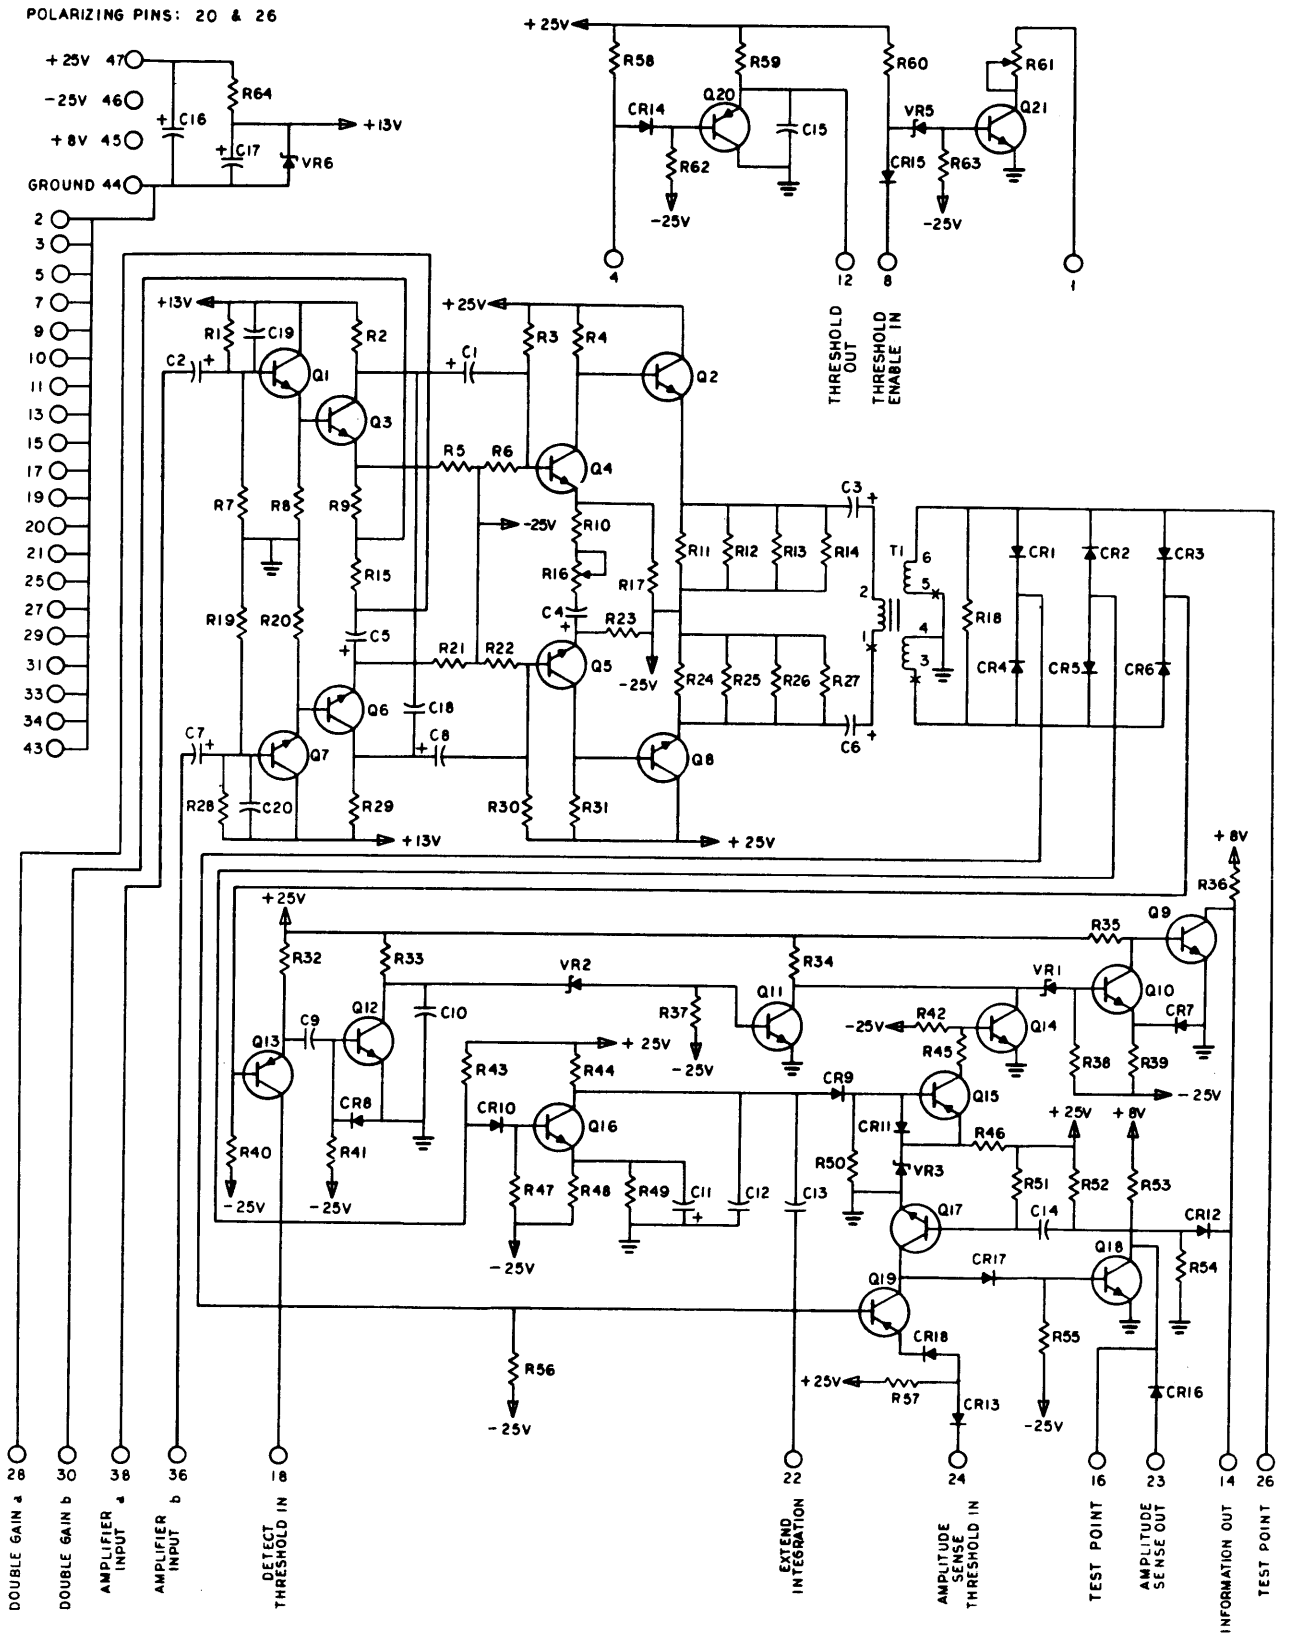 POLARIZING PINS: 20 & 26
+25V 47
-25V 46
+8V 45
GROUND 44
R64
C16
+
C17
+
VR6
+13V
+25V
R58
R59
R60
R61
Q20
Q21
CR14
C15
VR5
R62
CR15
R63
-25V
-25V
4
12
8
1
THRESHOLD
OUT
THRESHOLD
ENABLE IN
2
3
5
7
9
10
11
13
15
17
19
20
21
25
27
29
31
33
34
43
+13V
+25V
R1
C19
R2
C2
+
Q1
Q3
C1
+
R3
R4
Q2
R5
R6
Q4
R7
R8
R9
-25V
R10
R15
R16
R17
C4
+
R19
R20
C5
+
R21
R22
R23
Q5
-25V
Q6
C18
C7
+
Q7
C8
+
Q8
R28
C20
R29
R30
R31
+13V
+25V
C3
+
R11
R12
R13
R14
R24
R25
R26
R27
C6
+
T1
6
5
2
1
4
3
R18
CR1
CR2
CR3
CR4
CR5
CR6
+8V
R36
+25V
R32
R33
R34
R35
Q9
VR2
VR1
Q11
Q10
CR7
C9
Q12
C10
R37
-25V
R42
Q14
-25V
Q13
R38
R39
-25V
R43
R44
+25V
R45
CR8
R40
R41
-25V
-25V
CR10
Q16
CR9
Q15
CR11
R46
+25V
+8V
R47
R48
R49
C11
+
C12
C13
R50
VR3
R51
R52
R53
-25V
Q17
C14
CR12
Q18
R54
Q19
CR17
R56
-25V
CR18
R55
+25V
R57
CR13
-25V
CR16
28
30
38
36
18
22
24
16
23
14
26
DOUBLE GAIN a
DOUBLE GAIN b
AMPLIFIER a
INPUT
AMPLIFIER b
INPUT
DETECT
THRESHOLD IN
EXTEND
INTEGRATION
AMPLITUDE
SENSE
THRESHOLD IN
TEST POINT
AMPLITUDE
SENSE OUT
INFORMATION OUT
TEST POINT